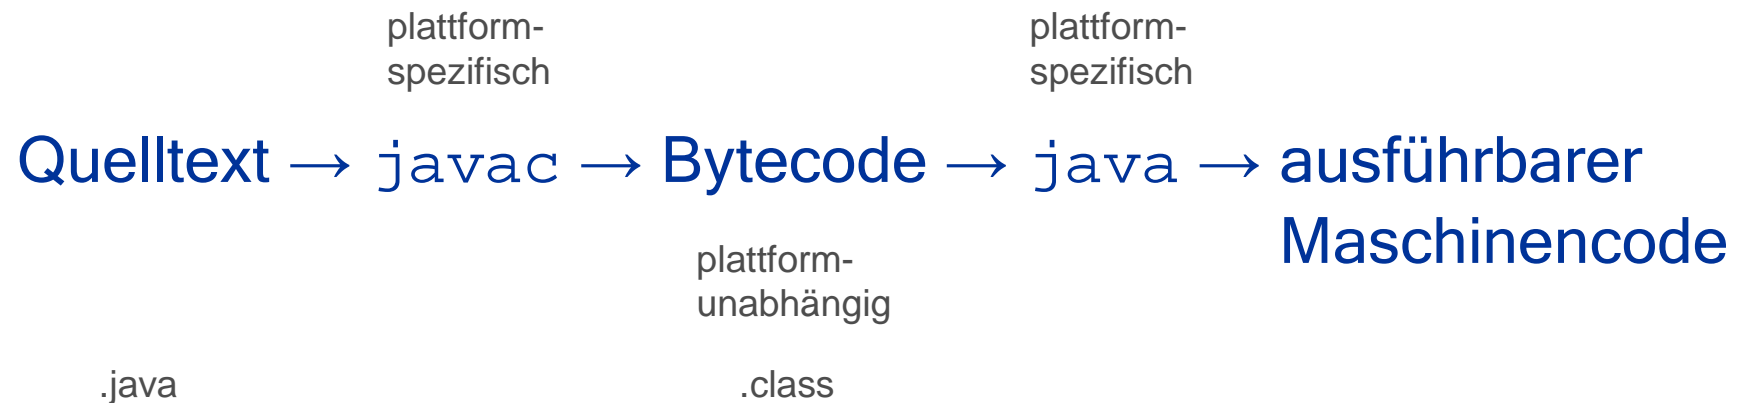 plattform-
spezifisch
plattform-
spezifisch
Quelltext → javac → Bytecode → java → ausführbarer
Maschinencode
plattform-
unabhängig
.java
.class